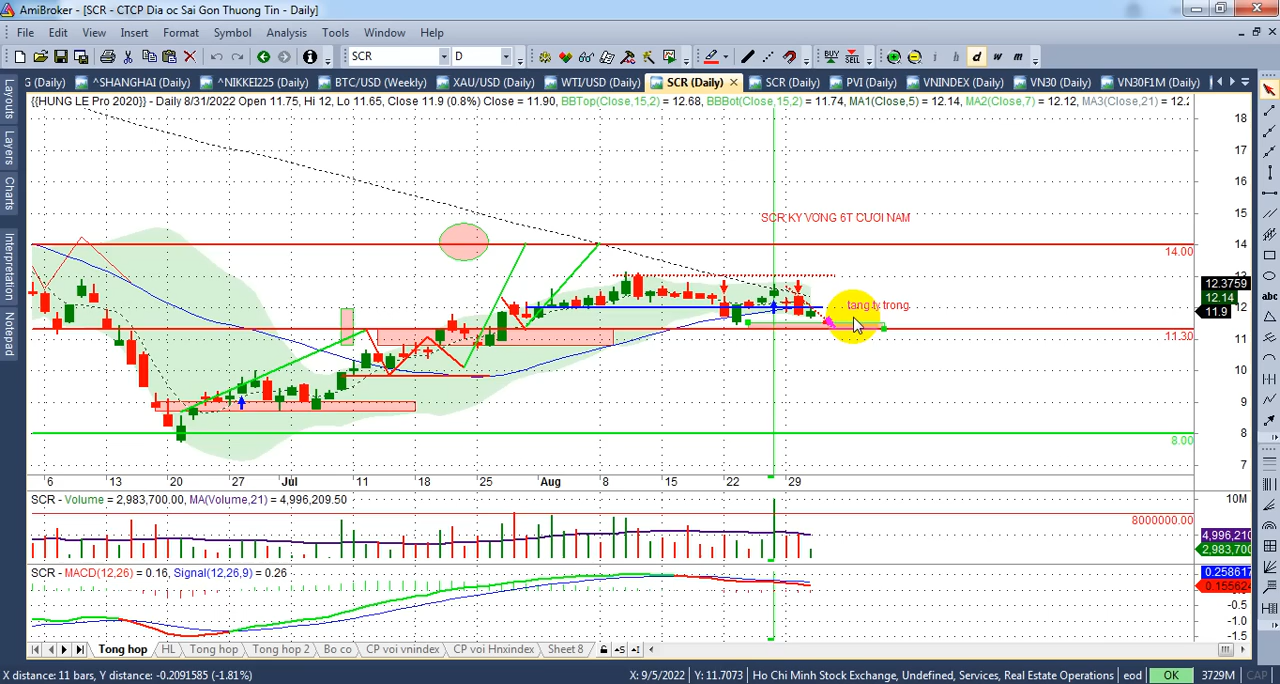 AmiBroker - [SCR - CTCP Dia oc Sai Gon Thuong Tin - Daily]
File Edit View Insert Format Symbol Analysis Tools Window Help
SCR D BUY SELL i h d w m
G (Daily) ^SHANGHAI (Daily) ^NIKKEI225 (Daily) BTC/USD (Weekly) XAU/USD (Daily) WTI/USD (Daily) SCR (Daily) SCR (Daily) PVI (Daily) VNINDEX (Daily) VN30 (Daily) VN30F1M (Daily)
Layouts
Layers
Charts
Interpretation
Notepad
abc
{{HUNG LE Pro 2020}} - Daily 8/31/2022 Open 11.75, Hi 12, Lo 11.65, Close 11.9 (0.8%) Close = 11.90, BBTop(Close,15,2) = 12.68, BBBot(Close,15,2) = 11.74, MA1(Close,5) = 12.14, MA2(Close,7) = 12.12, MA3(Close,21) = 12.2
18
17
16
15
SCR KY VONG 6T CUOI NAM
14
14.00
13
12.3759
12.14
tang ty trong.
12
11.9
11.30
11
10
9
8
8.00
7
6 13 20 27 Jul 11 18 25 Aug 8 15 22 29
SCR - Volume = 2,983,700.00, MA(Volume,21) = 4,996,209.50
10M
8000000.00
4,996,210
2,983,700
SCR - MACD(12,26) = 0.16, Signal(12,26,9) = 0.26
0.258617
0.155624
-0.5
-1.0
-1.5
Tong hop HL Tong hop Tong hop 2 Bo co CP voi vnindex CP voi Hnxindex Sheet 8
X distance: 11 bars, Y distance: -0.2091585 (-1.81%) X: 9/5/2022 Y: 11.7073 Ho Chi Minh Stock Exchange, Undefined, Services, Real Estate Operations eod OK 3729M CAP